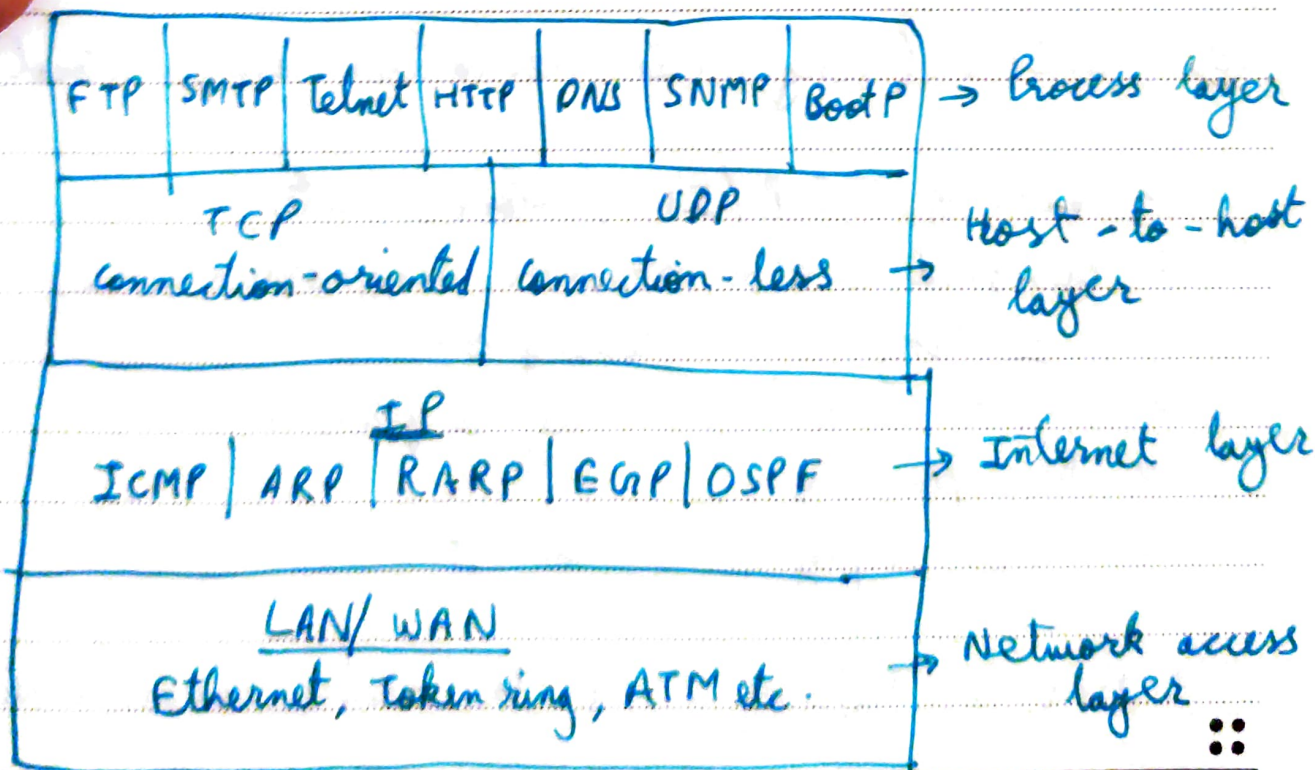 FTP | SMTP | Telnet | HTTP | DNS | SNMP | BootP → Process layer
TCP
connection-oriented
UDP
connection-less
→ Host-to-host
layer
IP
ICMP | ARP | RARP | EGP | OSPF → Internet layer
LAN/WAN
Ethernet, Token ring, ATM etc.
→ Network access
layer